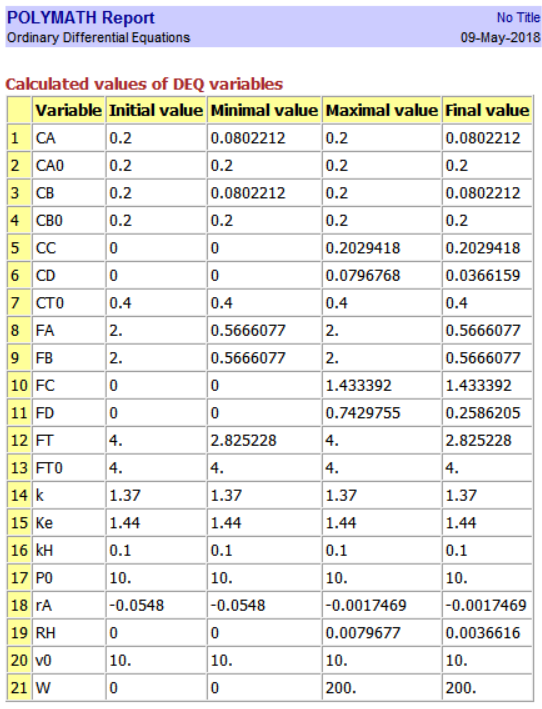 POLYMATH Report No Title
Ordinary Differential Equations 09-May-2018
Calculated values of DEQ variables
Variable Initial value Minimal value Maximal value Final value
1 CA 0.2 0.0802212 0.2 0.0802212
2 CA0 0.2 0.2 0.2 0.2
3 CB 0.2 0.0802212 0.2 0.0802212
4 CB0 0.2 0.2 0.2 0.2
5 CC 0 0 0.2029418 0.2029418
6 CD 0 0 0.0796768 0.0366159
7 CT0 0.4 0.4 0.4 0.4
8 FA 2. 0.5666077 2. 0.5666077
9 FB 2. 0.5666077 2. 0.5666077
10 FC 0 0 1.433392 1.433392
11 FD 0 0 0.7429755 0.2586205
12 FT 4. 2.825228 4. 2.825228
13 FT0 4. 4. 4. 4.
14 k 1.37 1.37 1.37 1.37
15 Ke 1.44 1.44 1.44 1.44
16 kH 0.1 0.1 0.1 0.1
17 P0 10. 10. 10. 10.
18 rA -0.0548 -0.0548 -0.0017469 -0.0017469
19 RH 0 0 0.0079677 0.0036616
20 v0 10. 10. 10. 10.
21 W 0 0 200. 200.